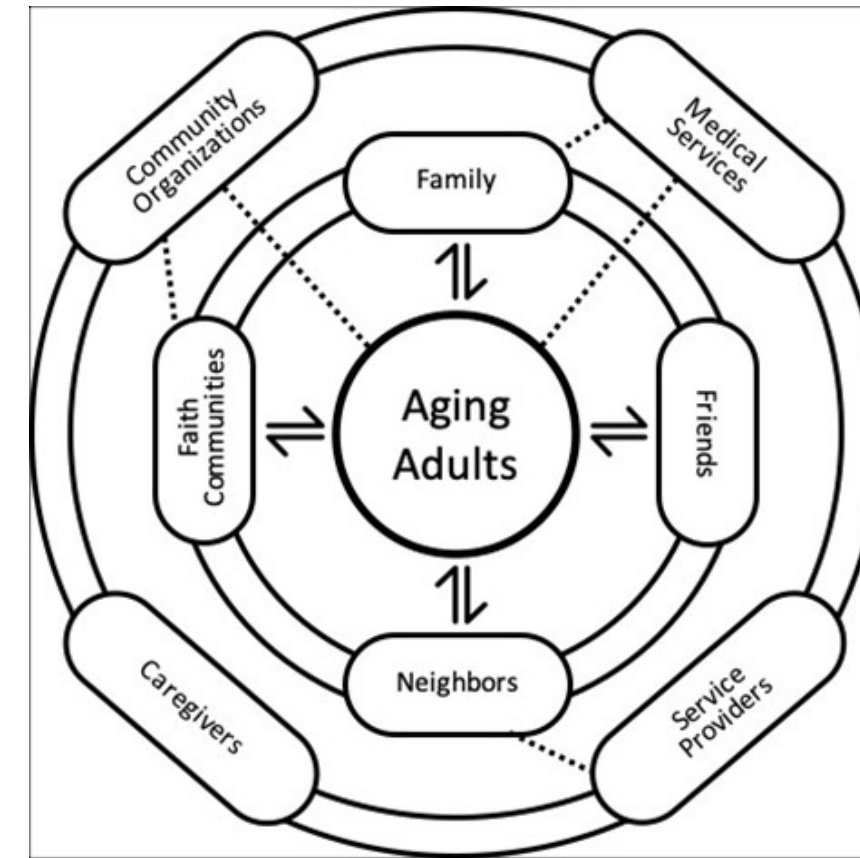 Community
Organizations
Medical
Services
Family
Faith
Communities
Aging
Adults
Friends
Neighbors
Caregivers
Service
Providers